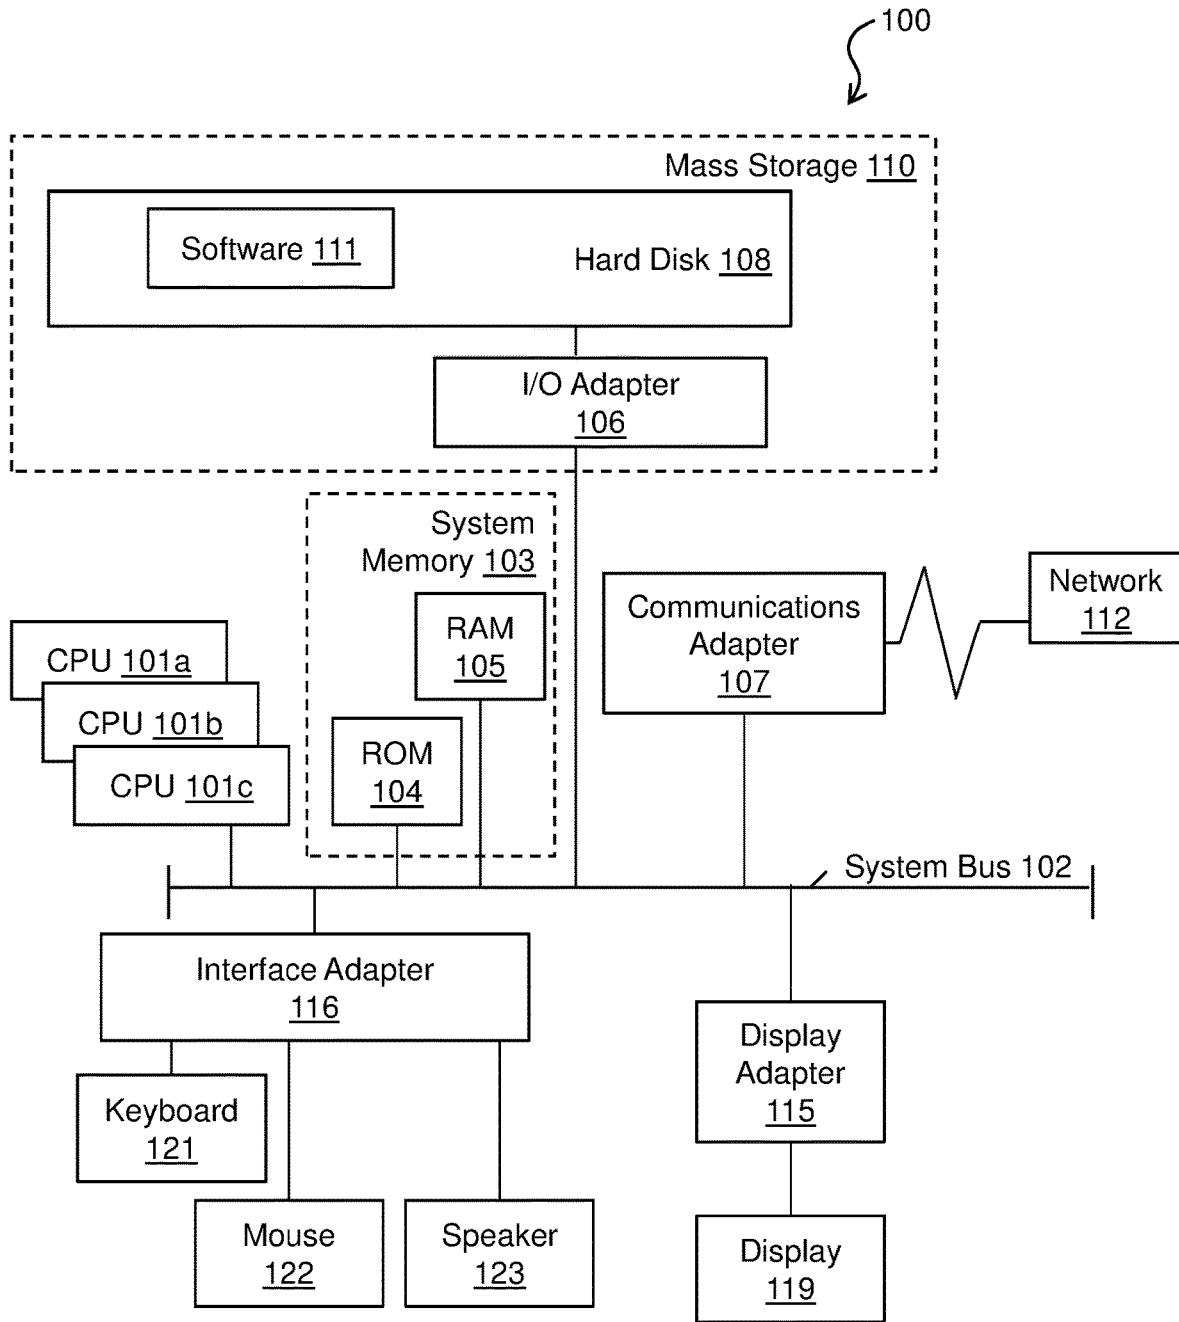 100
Mass Storage 110
Software 111
Hard Disk 108
I/O Adapter
106
System
Memory 103
RAM
105
ROM
104
Communications
Adapter
107
Network
112
CPU 101a
CPU 101b
CPU 101c
System Bus 102
Interface Adapter
116
Keyboard
121
Mouse
122
Speaker
123
Display
Adapter
115
Display
119